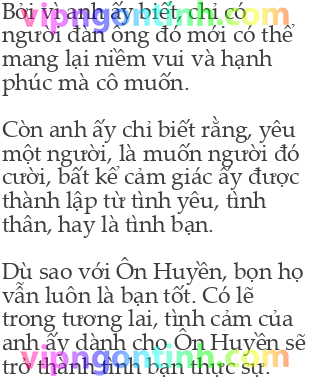 Bởi vì anh ấy biết, chỉ có
vipngontinh.com
người đàn ông đó mới có thể
mang lại niềm vui và hạnh
phúc mà cô muốn.
Còn anh ấy chỉ biết rằng, yêu
một người, là muốn người đó
cười, bất kể cảm giác ấy được
thành lập từ tình yêu, tình
thân, hay là tình bạn.
Dù sao với Ôn Huyền, bọn họ
vẫn luôn là bạn tốt. Có lẽ
trong tương lai, tình cảm của
anh ấy dành cho Ôn Huyền sẽ
trở thành tình bạn thực sự.
vipngontinh.com